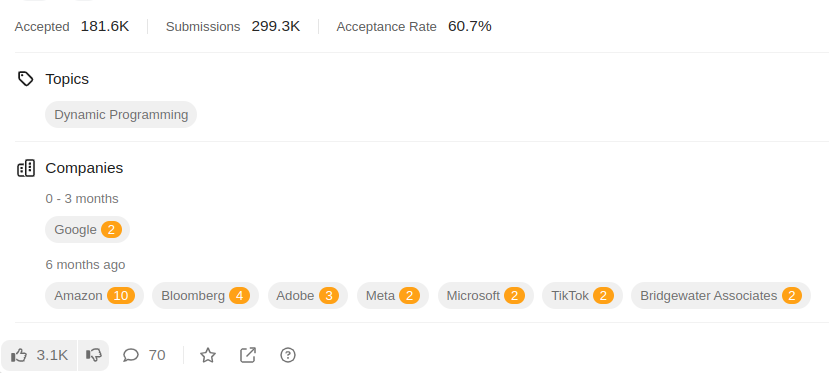 Accepted 181.6K Submissions 299.3K Acceptance Rate 60.7%
Topics
Dynamic Programming
Companies
0 - 3 months
Google 2
6 months ago
Amazon 10 Bloomberg 4 Adobe 3 Meta 2 Microsoft 2 TikTok 2 Bridgewater Associates 2
3.1K 70